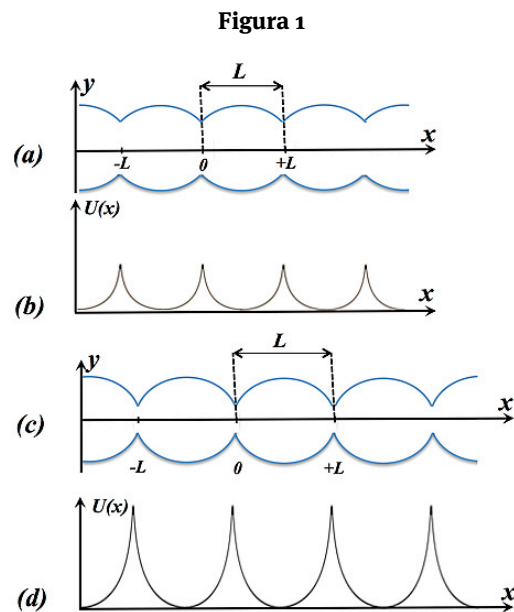 Figura 1
L
y
x
(a)
-L 0 +L
U(x)
x
(b)
L
y
x
(c)
-L 0 +L
U(x)
x
(d)